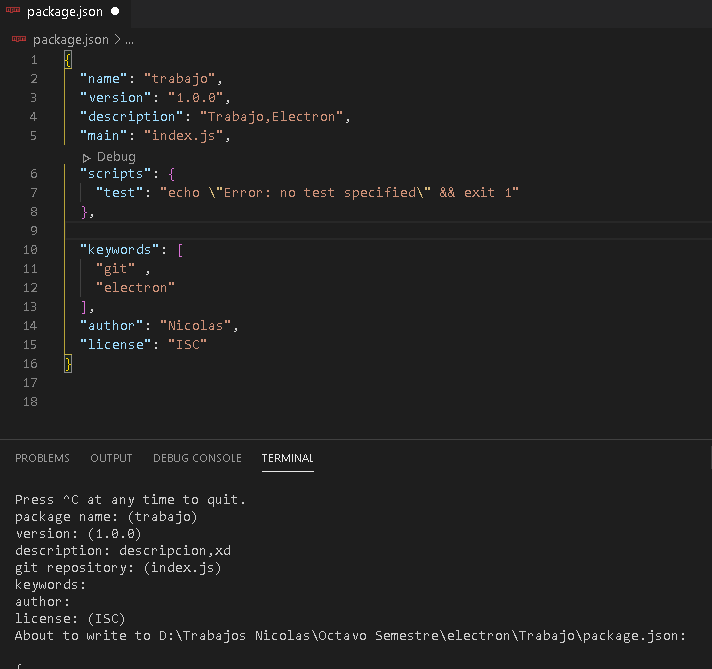 package.json
package.json > ...
1 {
2 "name": "trabajo",
3 "version": "1.0.0",
4 "description": "Trabajo,Electron",
5 "main": "index.js",
Debug
6 "scripts": {
7 "test": "echo \"Error: no test specified\" && exit 1"
8 },
9
10 "keywords": [
11 "git" ,
12 "electron"
13 ],
14 "author": "Nicolas",
15 "license": "ISC"
16 }
17
18
PROBLEMS OUTPUT DEBUG CONSOLE TERMINAL
Press ^C at any time to quit.
package name: (trabajo)
version: (1.0.0)
description: descripcion,xd
git repository: (index.js)
keywords:
author:
license: (ISC)
About to write to D:\Trabajos Nicolas\Octavo Semestre\electron\Trabajo\package.json:
{